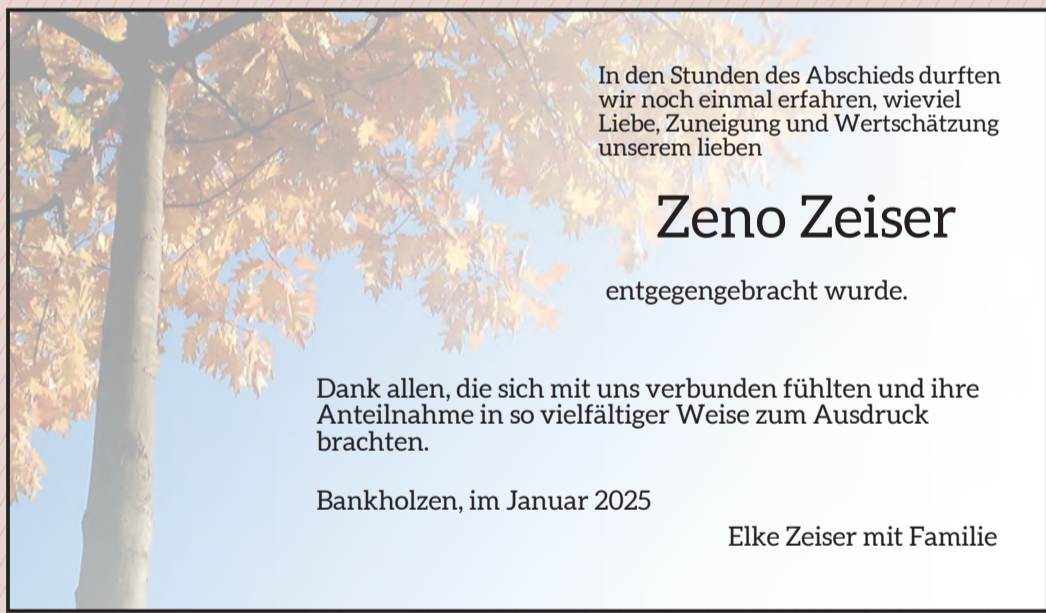 In den Stunden des Abschieds durften
wir noch einmal erfahren, wieviel
Liebe, Zuneigung und Wertschätzung
unserem lieben
Zeno Zeiser
entgegengebracht wurde.
Dank allen, die sich mit uns verbunden fühlten und ihre
Anteilnahme in so vielfältiger Weise zum Ausdruck
brachten.
Bankholzen, im Januar 2025
Elke Zeiser mit Familie